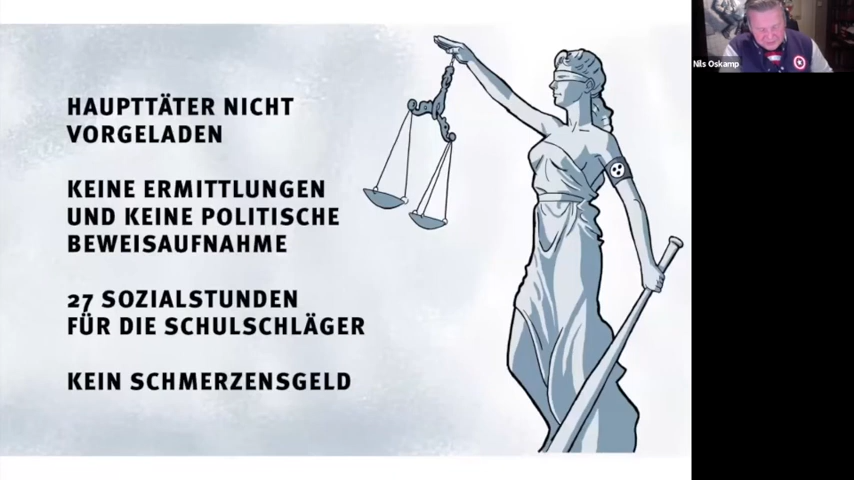 HAUPTTÄTER NICHT
VORGELADEN
KEINE ERMITTLUNGEN
UND KEINE POLITISCHE
BEWEISAUFNAHME
27 SOZIALSTUNDEN
FÜR DIE SCHULSCHLÄGER
KEIN SCHMERZENSGELD
Nils Oskamp